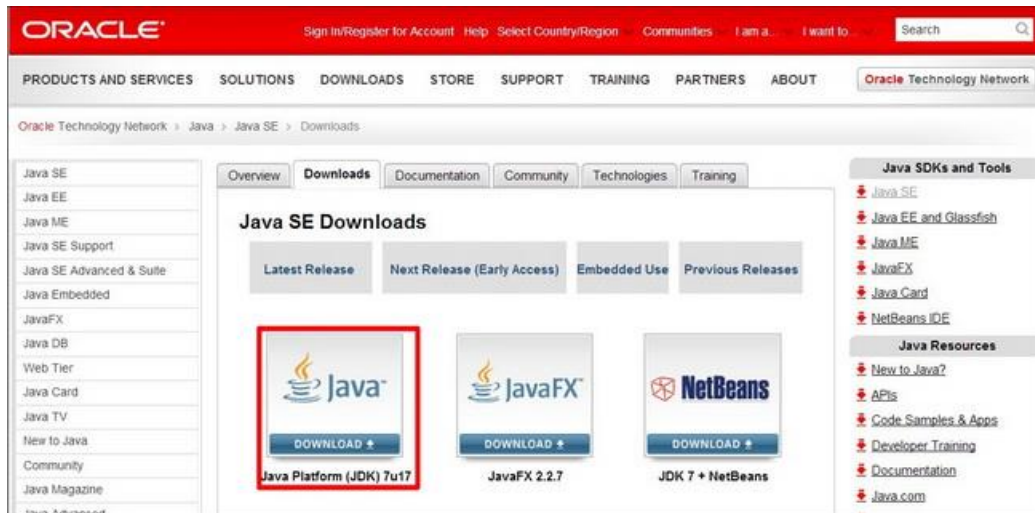 ORACLE
Sign In/Register for Account Help Select Country/Region Communities I am a... I want to... Search
PRODUCTS AND SERVICES SOLUTIONS DOWNLOADS STORE SUPPORT TRAINING PARTNERS ABOUT Oracle Technology Network
Oracle Technology Network > Java > Java SE > Downloads
Java SE
Java EE
Java ME
Java SE Support
Java SE Advanced & Suite
Java Embedded
JavaFX
Java DB
Web Tier
Java Card
Java TV
New to Java
Community
Java Magazine
Java Advanced
Overview Downloads Documentation Community Technologies Training
Java SE Downloads
Latest Release Next Release (Early Access) Embedded Use Previous Releases
Java JavaFX NetBeans
DOWNLOAD DOWNLOAD DOWNLOAD
Java Platform (JDK) 7u17 JavaFX 2.2.7 JDK 7 + NetBeans
Java SDKs and Tools
Java SE
Java EE and Glassfish
Java ME
JavaFX
Java Card
NetBeans IDE
Java Resources
New to Java?
APIs
Code Samples & Apps
Developer Training
Documentation
Java.com